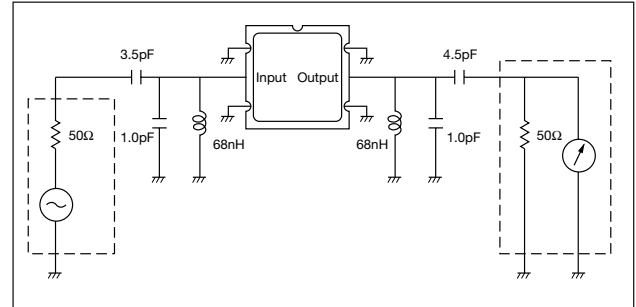 3.5pF
4.5pF
Input Output
50Ω
1.0pF
68nH
68nH
1.0pF
50Ω